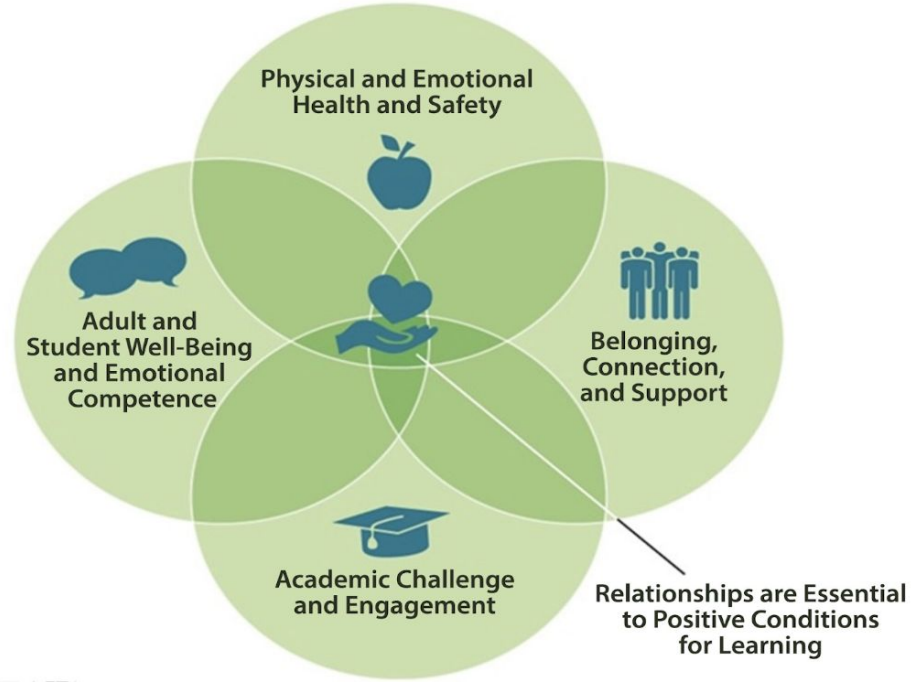 Physical and Emotional
Health and Safety
Adult and
Student Well-Being
and Emotional
Competence
Belonging,
Connection,
and Support
Academic Challenge
and Engagement
Relationships are Essential
to Positive Conditions
for Learning